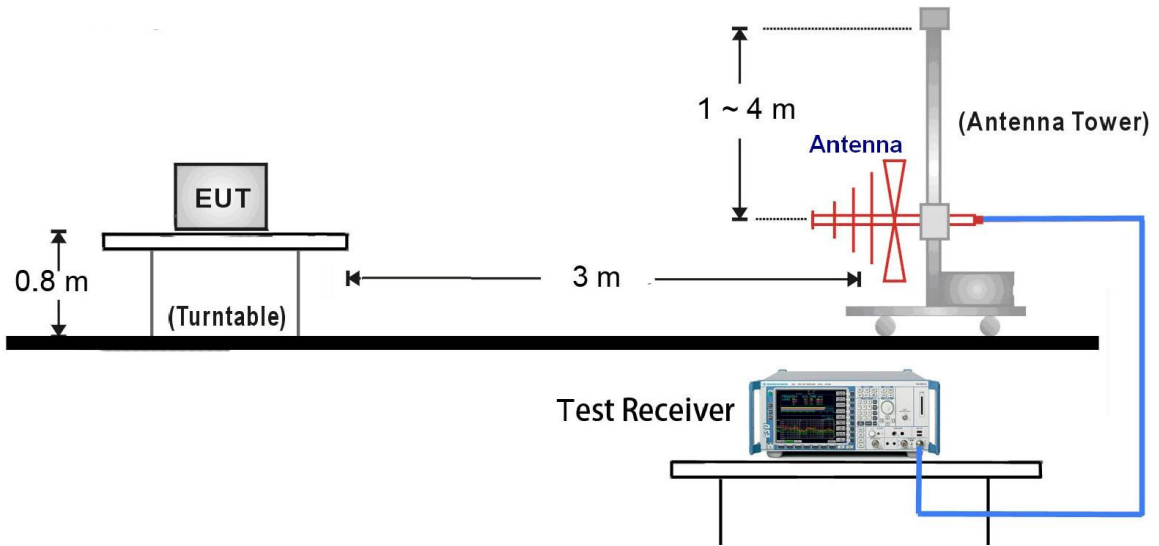 1 ~ 4 m
(Antenna Tower)
Antenna
EUT
0.8 m
3 m
(Turntable)
Test Receiver